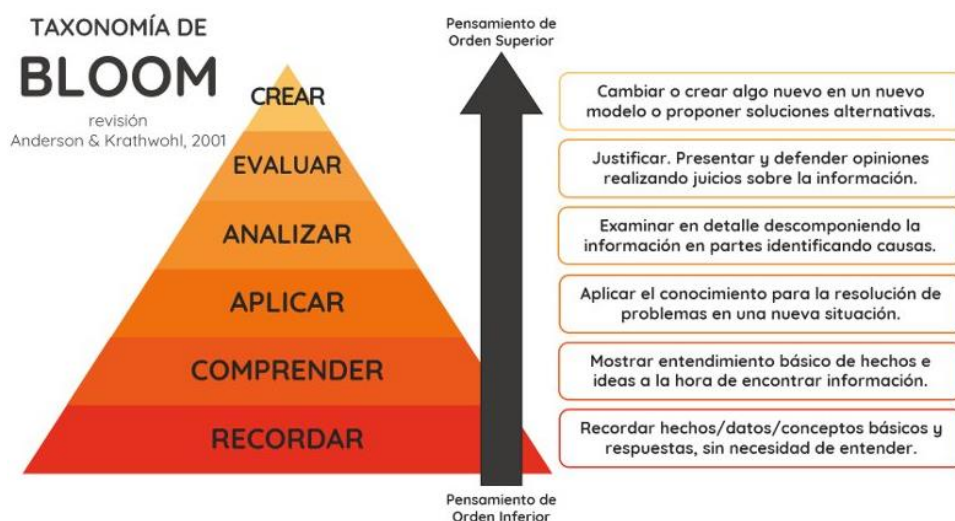 TAXONOMÍA DE
BLOOM
revisión
Anderson & Krathwohl, 2001
Pensamiento de
Orden Superior
CREAR
Cambiar o crear algo nuevo en un nuevo
modelo o proponer soluciones alternativas.
EVALUAR
Justificar. Presentar y defender opiniones
realizando juicios sobre la información.
ANALIZAR
Examinar en detalle descomponiendo la
información en partes identificando causas.
APLICAR
Aplicar el conocimiento para la resolución de
problemas en una nueva situación.
COMPRENDER
Mostrar entendimiento básico de hechos e
ideas a la hora de encontrar información.
RECORDAR
Recordar hechos/datos/conceptos básicos y
respuestas, sin necesidad de entender.
Pensamiento de
Orden Inferior